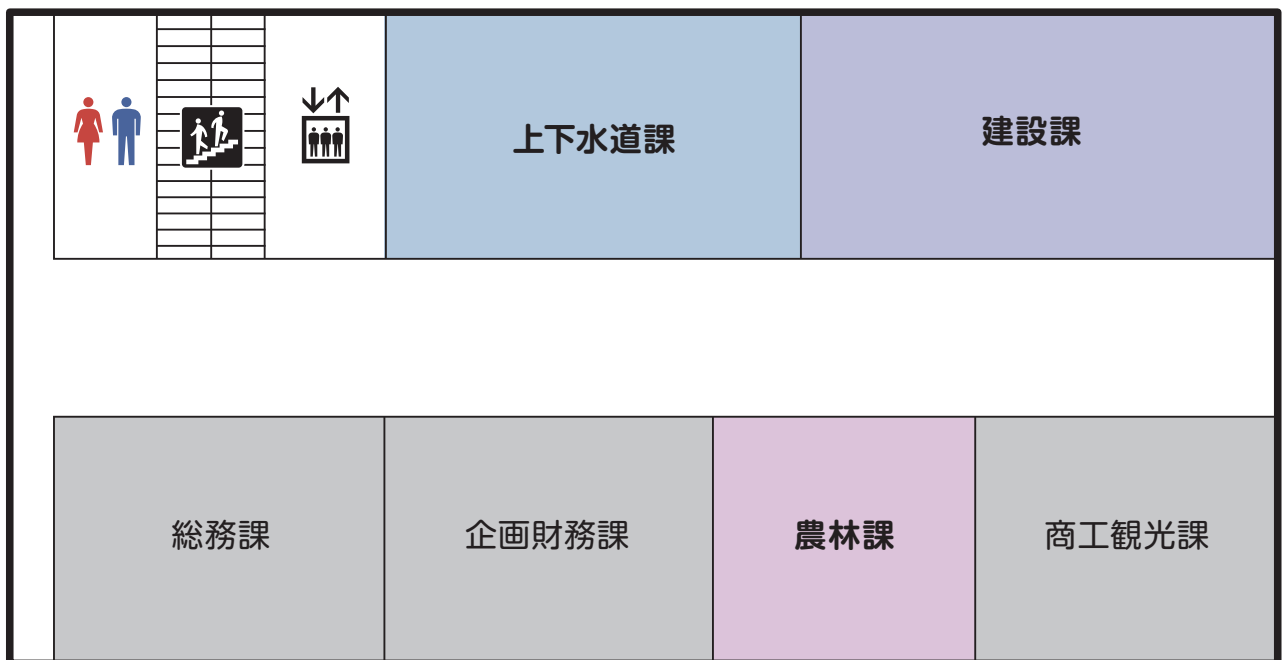 上下水道課
建設課
総務課
企画財務課
農林課
商工観光課